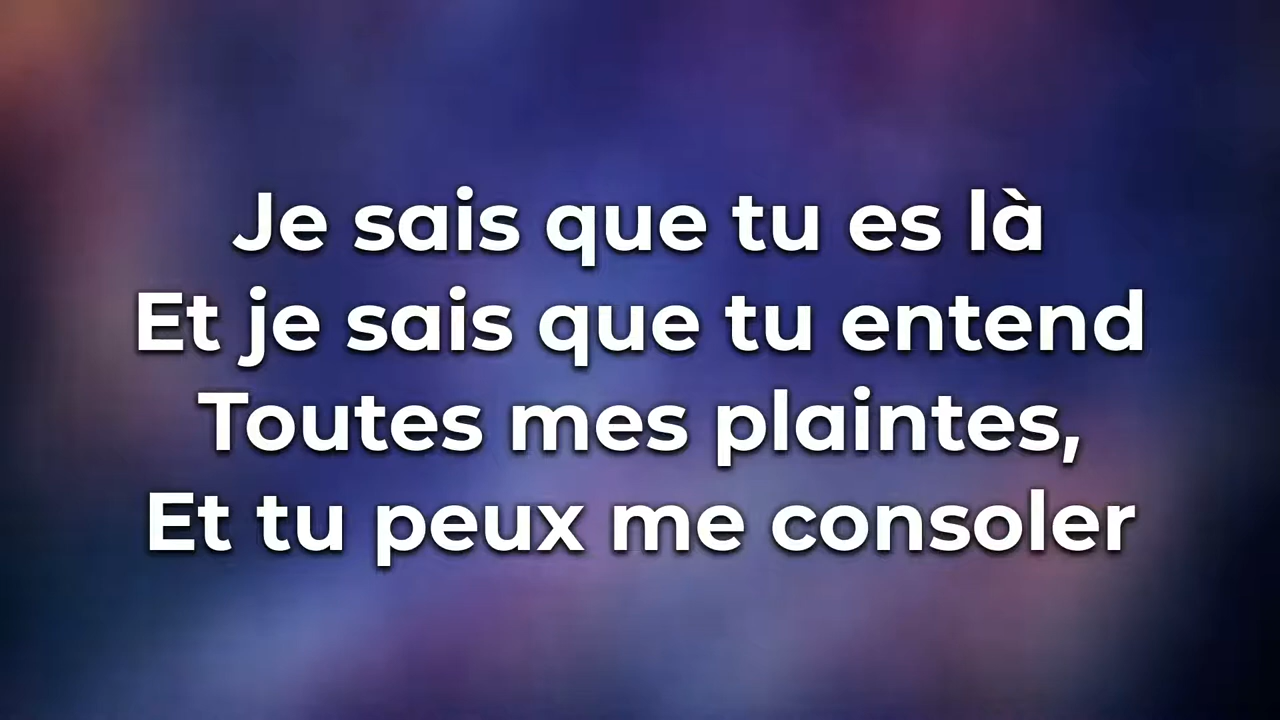 Je sais que tu es là
Et je sais que tu entend
Toutes mes plaintes,
Et tu peux me consoler